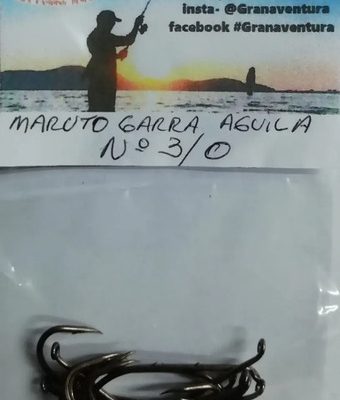 insta- @Granaventura
facebook #Granaventura
MARUTO GARRA AGUILA
Nº 3/0